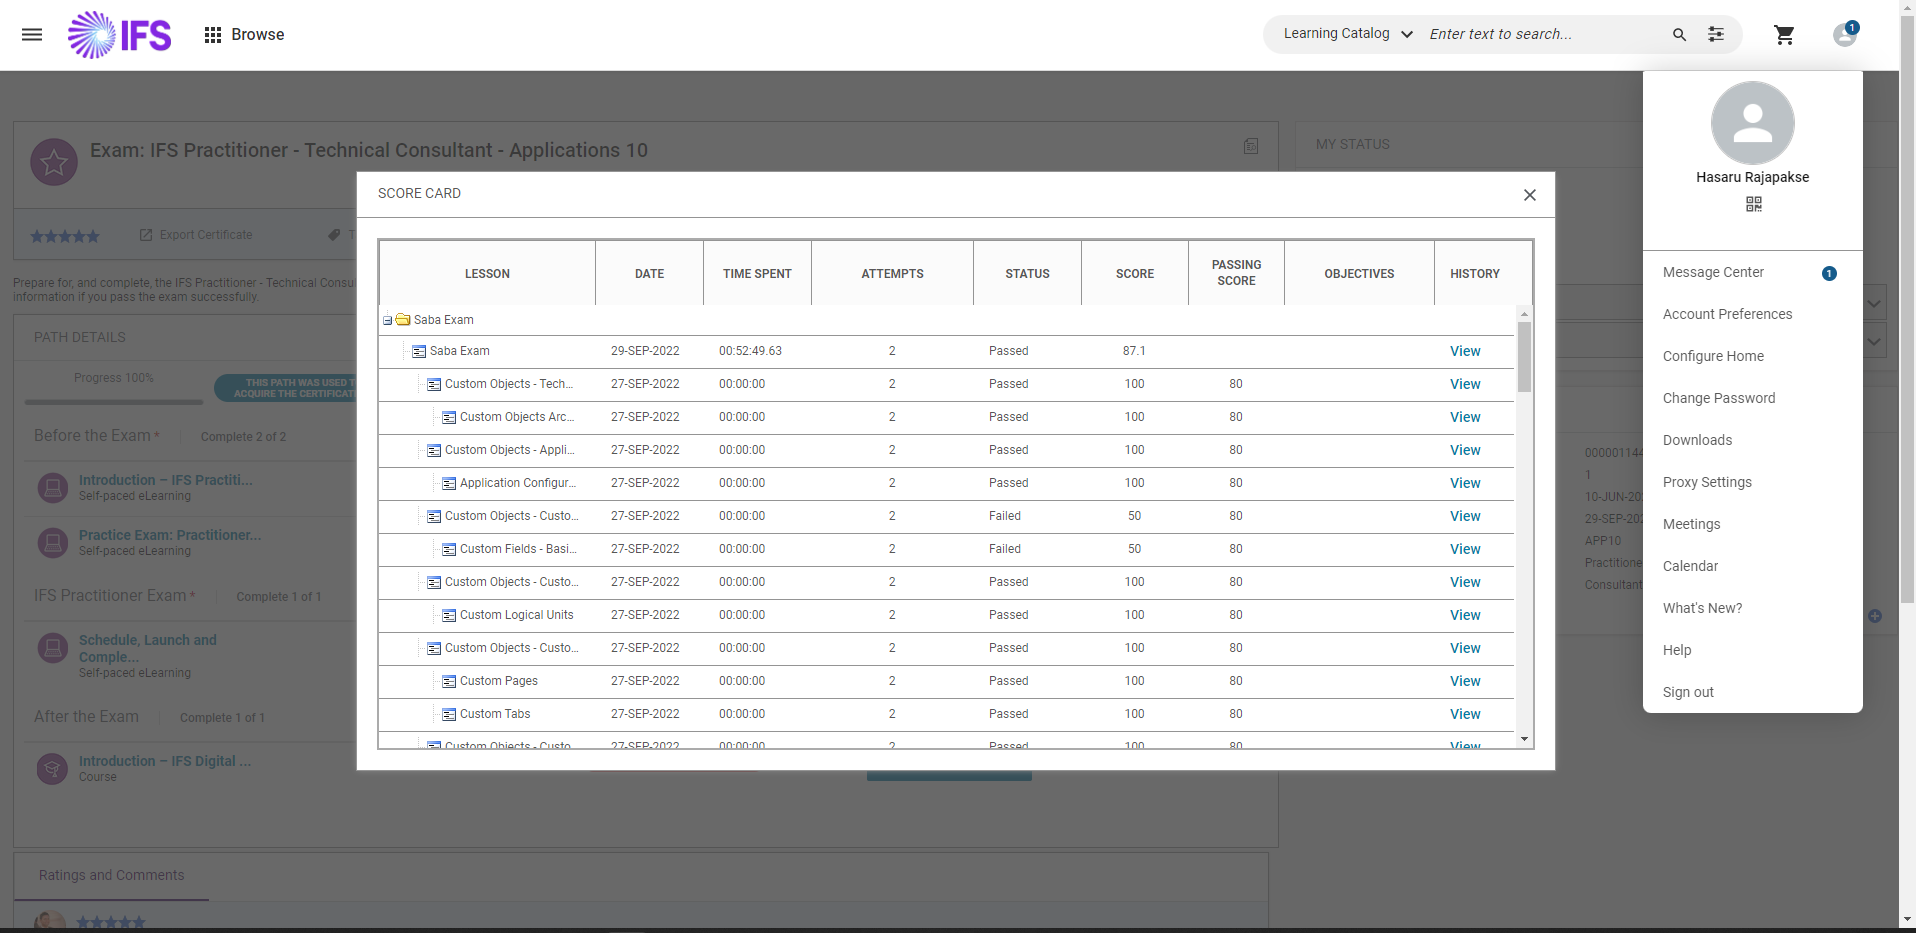 IFS
Browse
Learning Catalog
Enter text to search...
1
Exam: IFS Practitioner - Technical Consultant - Applications 10
Export Certificate
Prepare for, and complete, the IFS Practitioner - Technical Consu
information if you pass the exam successfully.
PATH DETAILS
Progress 100%
THIS PATH WAS USED T
ACQUIRE THE CERTIFICAT
Before the Exam *
Complete 2 of 2
Introduction – IFS Practiti...
Self-paced eLearning
Practice Exam: Practitioner...
Self-paced eLearning
IFS Practitioner Exam *
Complete 1 of 1
Schedule, Launch and
Comple...
Self-paced eLearning
After the Exam
Complete 1 of 1
Introduction – IFS Digital ...
Course
Ratings and Comments
SCORE CARD
LESSON DATE TIME SPENT ATTEMPTS STATUS SCORE PASSING SCORE OBJECTIVES HISTORY
Saba Exam
Saba Exam 29-SEP-2022 00:52:49.63 2 Passed 87.1 View
Custom Objects - Tech... 27-SEP-2022 00:00:00 2 Passed 100 80 View
Custom Objects Arc... 27-SEP-2022 00:00:00 2 Passed 100 80 View
Custom Objects - Appli... 27-SEP-2022 00:00:00 2 Passed 100 80 View
Application Configur... 27-SEP-2022 00:00:00 2 Passed 100 80 View
Custom Objects - Custo... 27-SEP-2022 00:00:00 2 Failed 50 80 View
Custom Fields - Basi... 27-SEP-2022 00:00:00 2 Failed 50 80 View
Custom Objects - Custo... 27-SEP-2022 00:00:00 2 Passed 100 80 View
Custom Logical Units 27-SEP-2022 00:00:00 2 Passed 100 80 View
Custom Objects - Custo... 27-SEP-2022 00:00:00 2 Passed 100 80 View
Custom Pages 27-SEP-2022 00:00:00 2 Passed 100 80 View
Custom Tabs 27-SEP-2022 00:00:00 2 Passed 100 80 View
Custom Objects - Custo... 27-SEP-2022 00:00:00 2 Passed 100 80 View
MY STATUS
000001144
1
10-JUN-20
29-SEP-202
APP10
Practitione
Consultant
Hasaru Rajapakse
Message Center 1
Account Preferences
Configure Home
Change Password
Downloads
Proxy Settings
Meetings
Calendar
What's New?
Help
Sign out